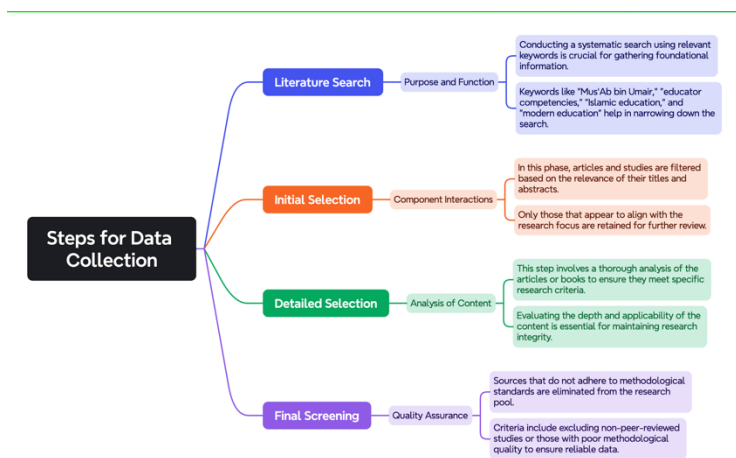 Steps for Data
Collection
Literature Search
Purpose and Function
Conducting a systematic search using relevant
keywords is crucial for gathering foundational
information.
Keywords like "Mus'Ab bin Umair," "educator
competencies," "Islamic education," and
"modern education" help in narrowing down the
search.
Initial Selection
Component Interactions
In this phase, articles and studies are filtered
based on the relevance of their titles and
abstracts.
Only those that appear to align with the
research focus are retained for further review.
Detailed Selection
Analysis of Content
This step involves a thorough analysis of the
articles or books to ensure they meet specific
research criteria.
Evaluating the depth and applicability of the
content is essential for maintaining research
integrity.
Final Screening
Quality Assurance
Sources that do not adhere to methodological
standards are eliminated from the research
pool.
Criteria include excluding non-peer-reviewed
studies or those with poor methodological
quality to ensure reliable data.